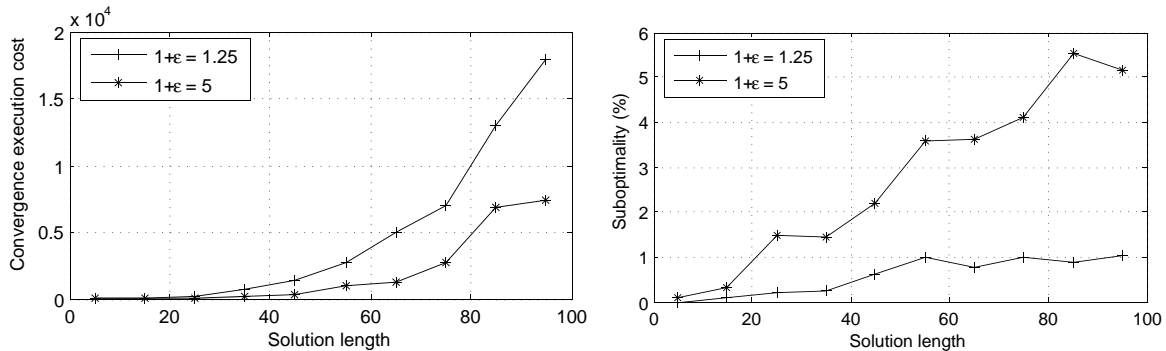 x 10⁴
2
1.5
1
0.5
0
Convergence execution cost
1+ε = 1.25
1+ε = 5
0 20 40 60 80 100
Solution length
6
5
4
3
2
1
0
Suboptimality (%)
1+ε = 1.25
1+ε = 5
0 20 40 60 80 100
Solution length